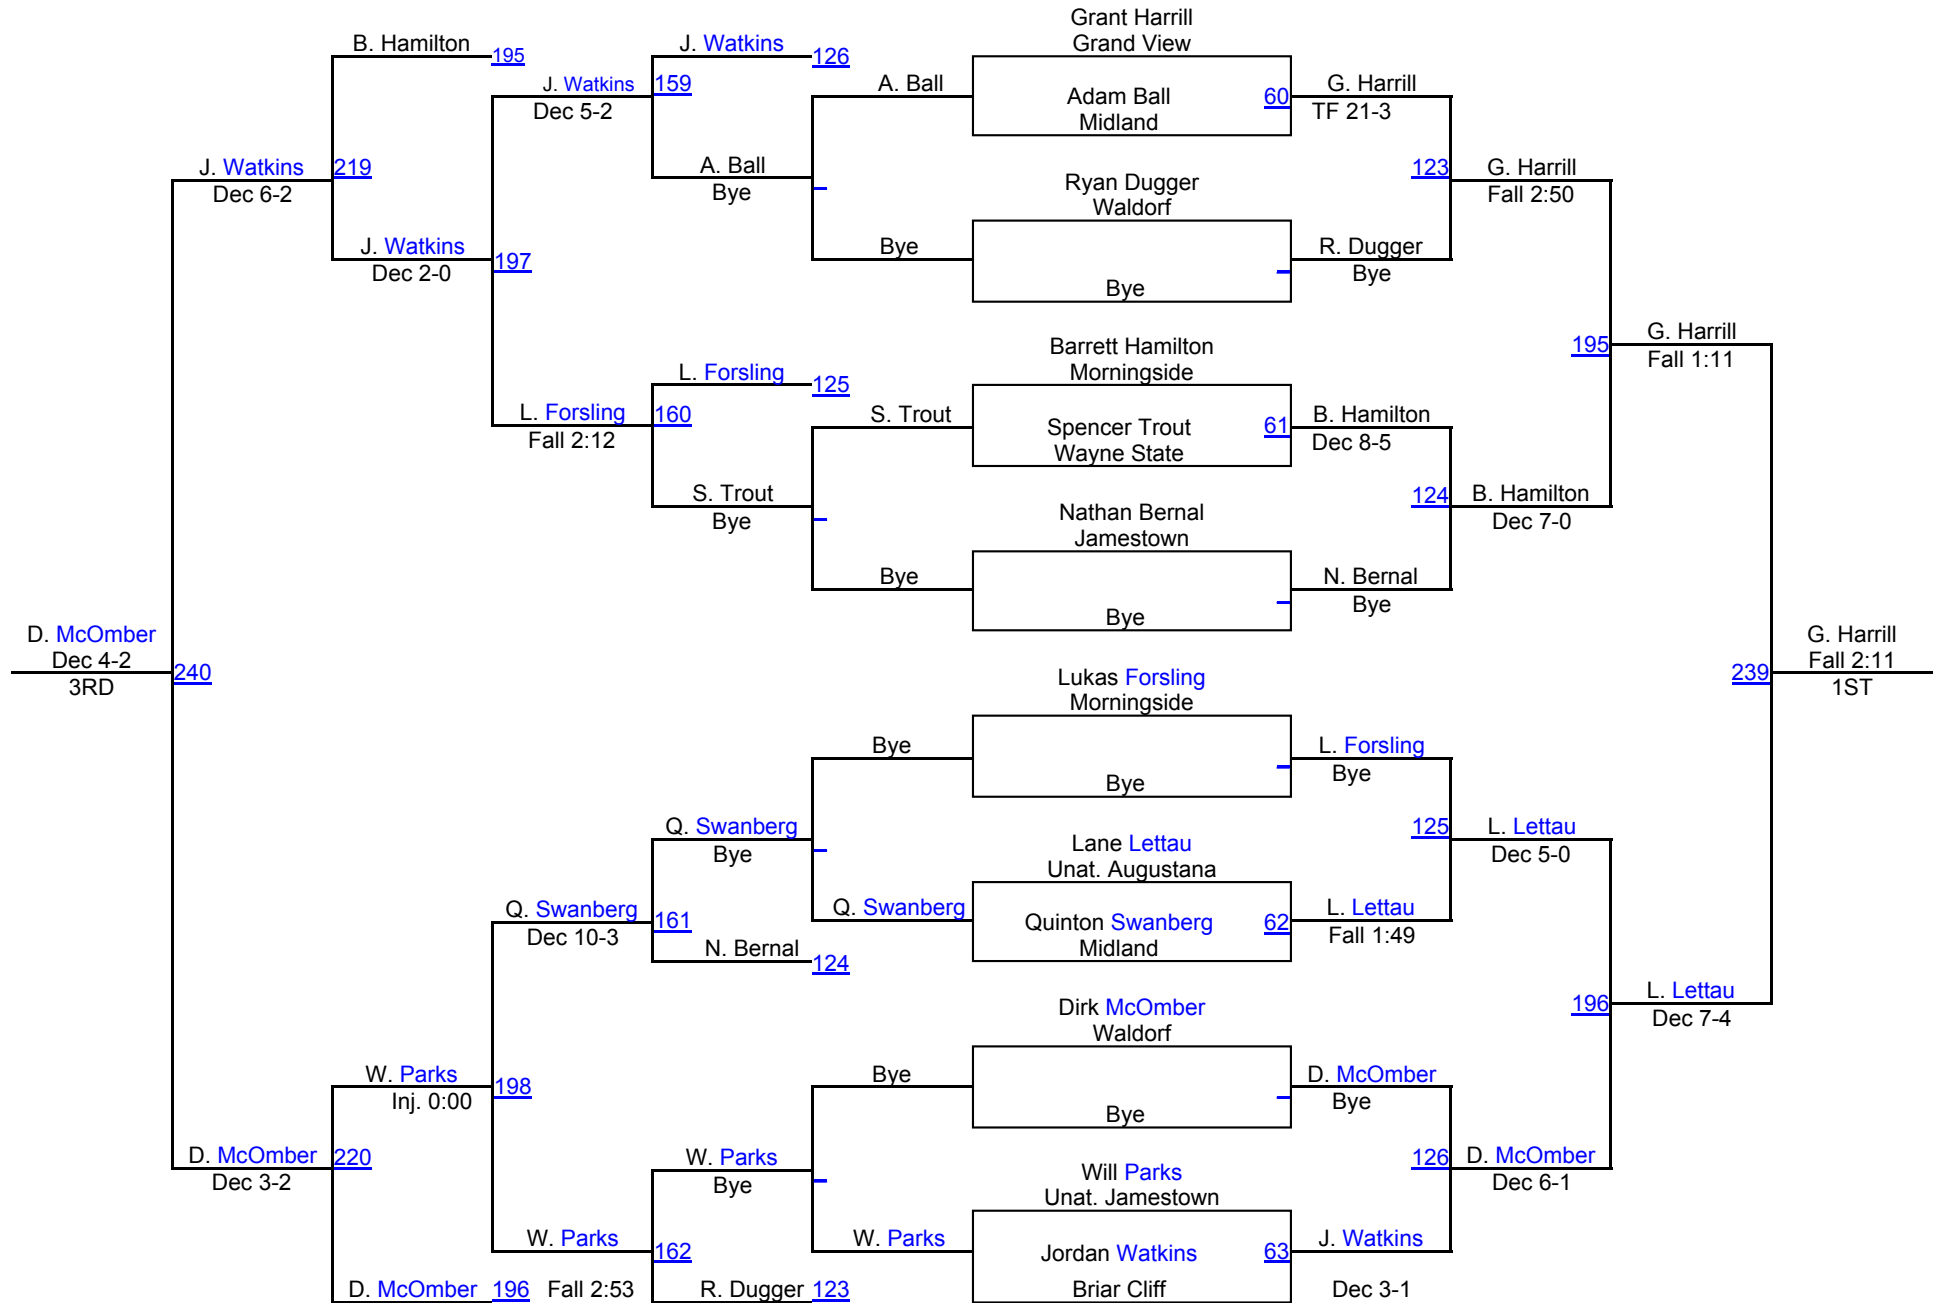 Grant Harrill
B. Hamilton
J. Watkins
Grand View
195
126
J. Watkins
159
A. Ball
Adam Ball
60
G. Harrill
Dec 5-2
Midland
TF 21-3
J. Watkins
219
A. Ball
Ryan Dugger
123
G. Harrill
Dec 6-2
Bye
Waldorf
Fall 2:50
J. Watkins
197
Bye
R. Dugger
Dec 2-0
Bye
Bye
Barrett Hamilton
195
G. Harrill
L. Forsling
125
Morningside
Fall 1:11
L. Forsling
160
S. Trout
Spencer Trout
61
B. Hamilton
Fall 2:12
Wayne State
Dec 8-5
S. Trout
Nathan Bernal
124
B. Hamilton
Bye
Jamestown
Dec 7-0
Bye
N. Bernal
Bye
Bye
D. McOmber
G. Harrill
Dec 4-2
240
Lukas Forsling
239
Fall 2:11
3RD
Morningside
1ST
Bye
L. Forsling
Bye
Bye
Q. Swanberg
Lane Lettau
125
L. Lettau
Bye
Unat. Augustana
Dec 5-0
Q. Swanberg
161
Q. Swanberg
Quinton Swanberg
62
L. Lettau
Dec 10-3
Midland
Fall 1:49
N. Bernal
124
Dirk McOmber
196
L. Lettau
Waldorf
Dec 7-4
W. Parks
198
Bye
D. McOmber
Inj. 0:00
Bye
Bye
D. McOmber
220
W. Parks
Will Parks
126
D. McOmber
Dec 3-2
Bye
Unat. Jamestown
Dec 6-1
W. Parks
162
W. Parks
Jordan Watkins
63
J. Watkins
D. McOmber
196
Fall 2:53
R. Dugger
123
Briar Cliff
Dec 3-1